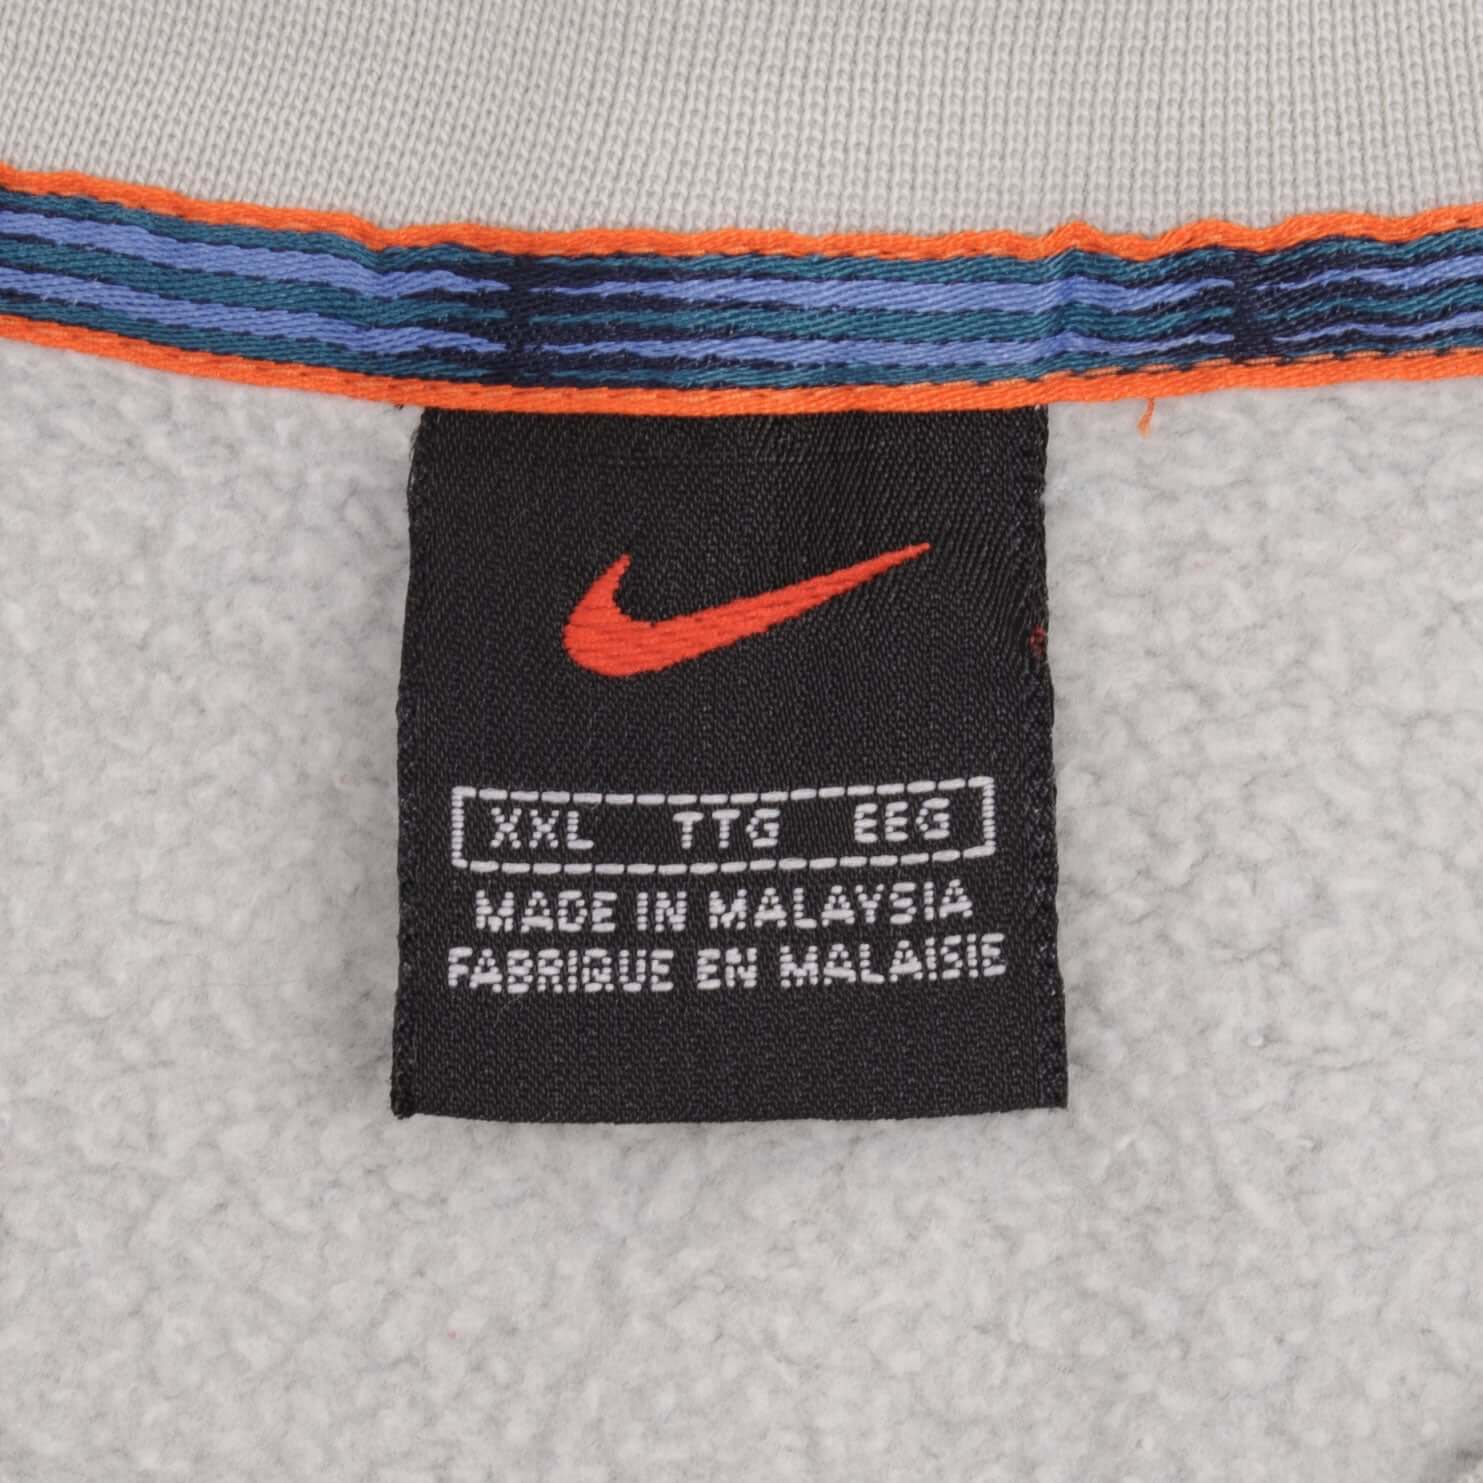 XXL TTG EEG
MADE IN MALAYSIA
FABRIQUE EN MALAISIE